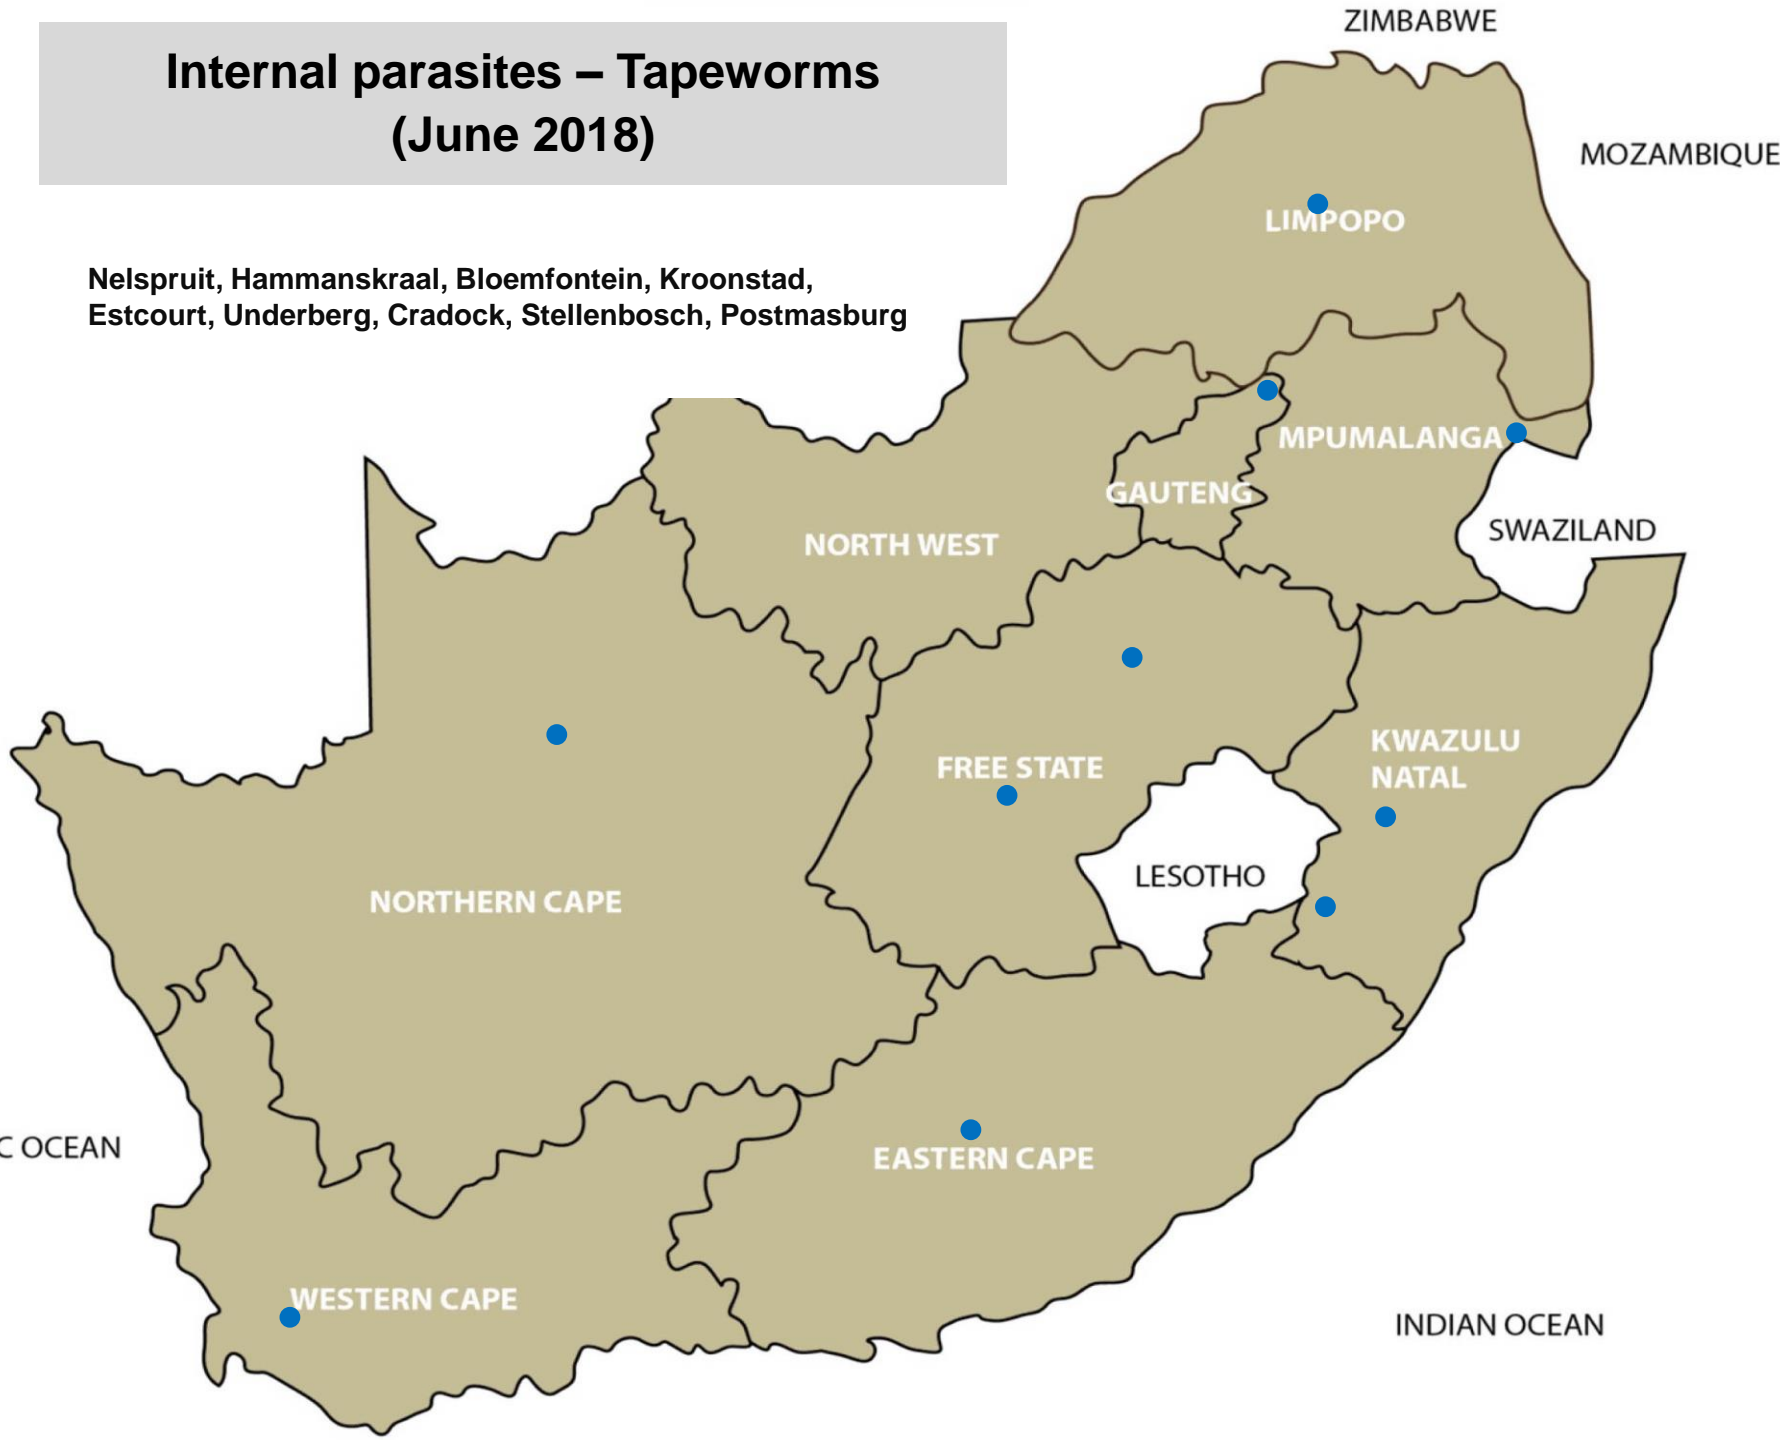 Internal parasites – Tapeworms
(June 2018)
ZIMBABWE
MOZAMBIQUE
LIMPOPO
Nelspruit, Hammanskraal, Bloemfontein, Kroonstad,
Estcourt, Underberg, Cradock, Stellenbosch, Postmasburg
MPUMALANGA
GAUTENG
SWAZILAND
NORTH WEST
KWAZULU
NATAL
FREE STATE
LESOTHO
NORTHERN CAPE
C OCEAN
EASTERN CAPE
WESTERN CAPE
INDIAN OCEAN